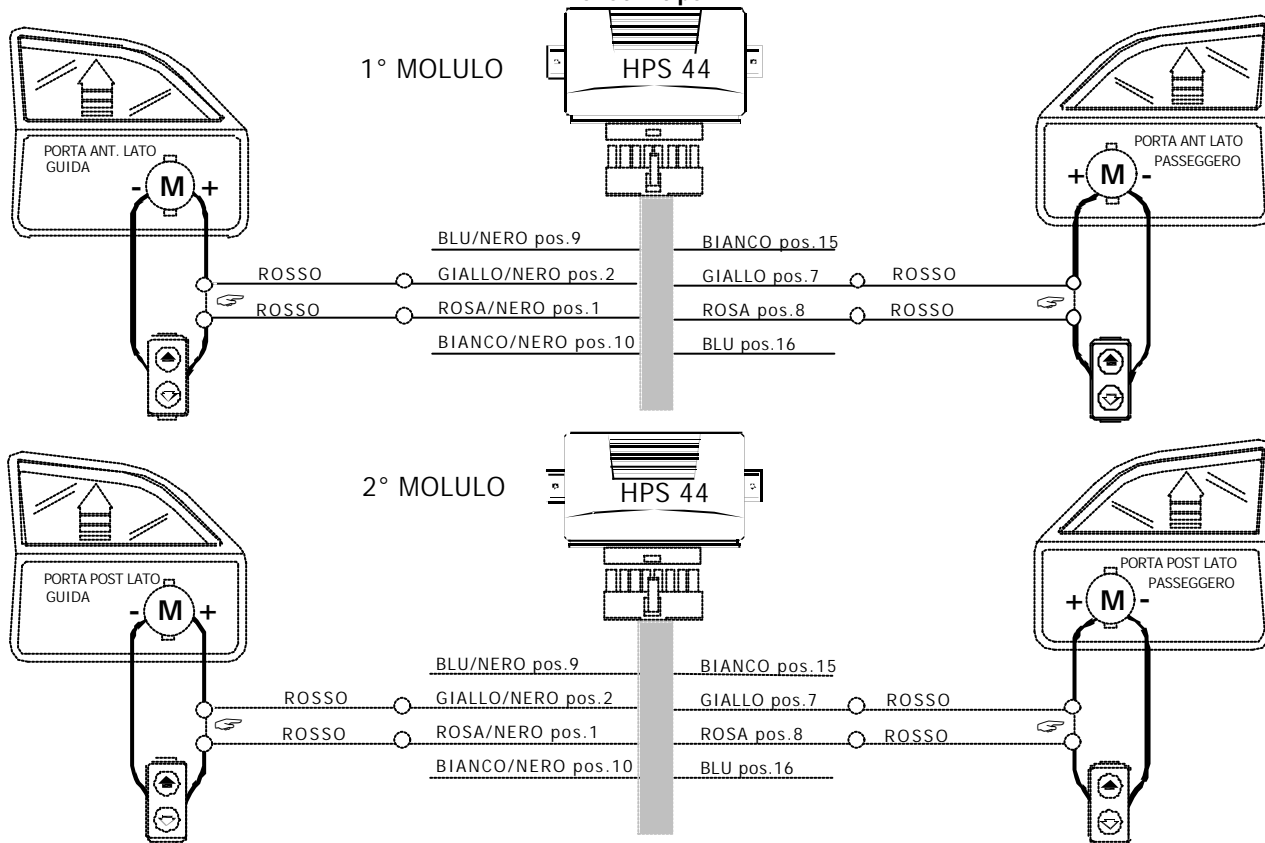 1° MOLULO
HPS 44
PORTA ANT. LATO
GUIDA
- M +
PORTA ANT LATO
PASSEGGERO
+ M -
BLU/NERO pos.9
BIANCO pos.15
ROSSO
GIALLO/NERO pos.2
GIALLO pos.7
ROSSO
ROSSO
ROSA/NERO pos.1
ROSA pos.8
ROSSO
BIANCO/NERO pos.10
BLU pos.16
2° MOLULO
HPS 44
PORTA POST LATO
GUIDA
- M +
PORTA POST LATO
PASSEGGERO
+ M -
BLU/NERO pos.9
BIANCO pos.15
ROSSO
GIALLO/NERO pos.2
GIALLO pos.7
ROSSO
ROSSO
ROSA/NERO pos.1
ROSA pos.8
ROSSO
BIANCO/NERO pos.10
BLU pos.16